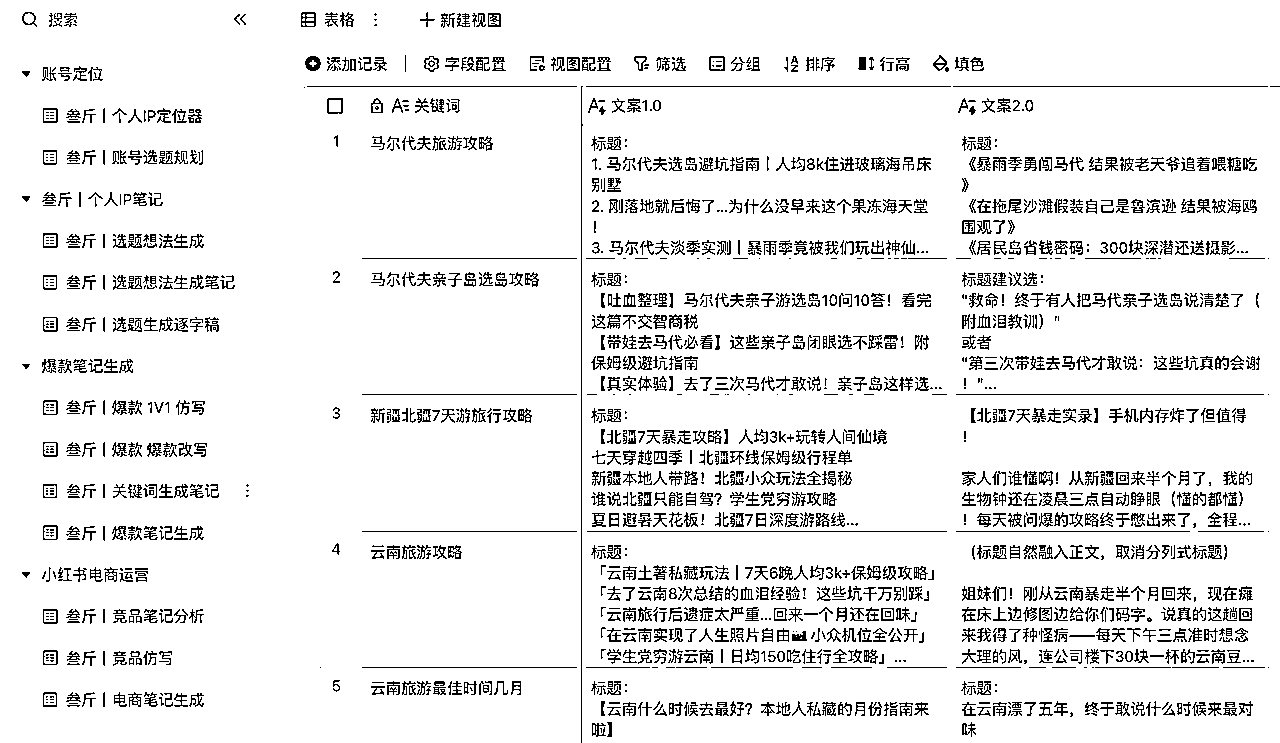 搜索
账号定位
叁斤丨个人IP定位器
叁斤丨账号选题规划
叁斤丨个人IP笔记
叁斤丨选题想法生成
叁斤丨选题想法生成笔记
叁斤丨选题生成逐字稿
爆款笔记生成
叁斤丨爆款 1V1 仿写
叁斤丨爆款 爆款改写
叁斤丨关键词生成笔记
叁斤丨爆款笔记生成
小红书电商运营
叁斤丨竞品笔记分析
叁斤丨竞品仿写
叁斤丨电商笔记生成
表格
新建视图
添加记录 字段配置 视图配置 筛选 分组 排序 行高 填色
关键词
文案1.0
文案2.0
1
马尔代夫旅游攻略
标题：
1. 马尔代夫选岛避坑指南丨人均8k住进玻璃海吊床
别墅
2. 刚落地就后悔了...为什么没早来这个果冻海天堂
！
3. 马尔代夫淡季实测丨暴雨季竟被我们玩出神仙...
标题：
《暴雨季勇闯马代 结果被老天爷追着喂糖吃
》
《在拖尾沙滩假装自己是鲁滨逊 结果被海鸥
围观了》
《居民岛省钱密码：300块深潜还送摄影...
2
马尔代夫亲子岛选岛攻略
标题：
【吐血整理】马尔代夫亲子游选岛10问10答！看完
这篇不交智商税
【带娃去马代必看】这些亲子岛闭眼选不踩雷！附
保姆级避坑指南
【真实体验】去了三次马代才敢说！亲子岛这样选...
标题建议选：
"救命！终于有人把马代亲子选岛说清楚了（
附血泪教训）"
或者
"第三次带娃去马代才敢说：这些坑真的会谢
！"...
3
新疆北疆7天游旅行攻略
标题：
【北疆7天暴走攻略】人均3k+玩转人间仙境
七天穿越四季丨北疆环线保姆级行程单
新疆本地人带路！北疆小众玩法全揭秘
谁说北疆只能自驾？学生党穷游攻略
夏日避暑天花板！北疆7日深度游路线...
【北疆7天暴走实录】手机内存炸了但值得
！
家人们谁懂啊！从新疆回来半个月了，我的
生物钟还在凌晨三点自动睁眼（懂的都懂）
！每天被问爆的攻略终于憋出来了，全程...
4
云南旅游攻略
标题：
「云南土著私藏玩法丨7天6晚人均3k+保姆级攻略」
「去了云南8次总结的血泪经验！这些坑千万别踩」
「云南旅行后遗症太严重...回来一个月还在回味」
「在云南实现了人生照片自由 小众机位全公开」
「学生党穷游云南丨日均150吃住行全攻略」...
（标题自然融入正文，取消分列式标题）
姐妹们！刚从云南暴走半个月回来，现在瘫
在床上边修图边给你们码字。说真的这趟回
来我得了种怪病——每天下午三点准时想念
大理的风，连公司楼下30块一杯的云南豆...
5
云南旅游最佳时间几月
标题：
【云南什么时候去最好？本地人私藏的月份指南来
啦】
标题：
在云南漂了五年，终于敢说什么时候来最对
味